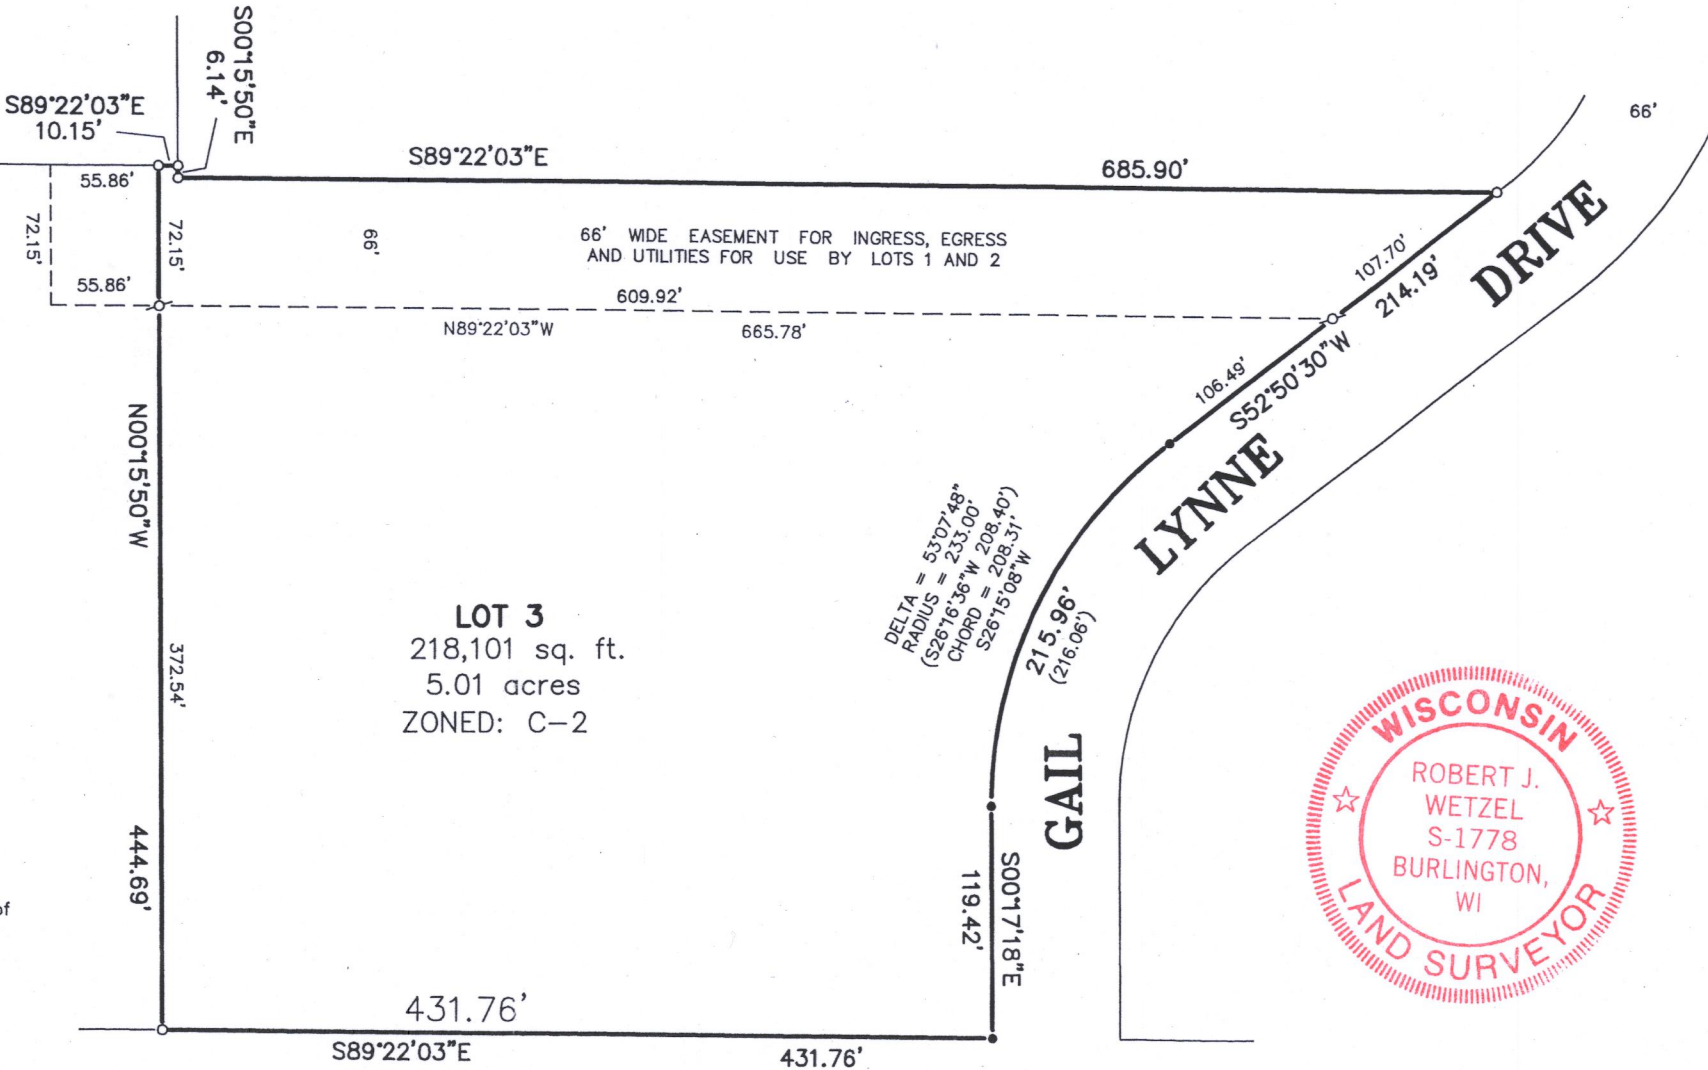 S00°15'50"E
6.14'
S89°22'03"E
10.15'
66'
S89°22'03"E
685.90'
55.86'
72.15'
72.15'
66'
66' WIDE EASEMENT FOR INGRESS, EGRESS
AND UTILITIES FOR USE BY LOTS 1 AND 2
55.86'
609.92'
N89°22'03"W
665.78'
107.70'
214.19'
106.49'
S52°50'30"W
GAIL
LYNNE
DRIVE
N00°15'50"W
372.54'
444.69'
LOT 3
218,101 sq. ft.
5.01 acres
ZONED: C-2
DELTA = 53°07'48"
RADIUS = 233.00'
(S26°16'36"W 208.40')
CHORD = 208.31'
S26°15'08"W
215.96'
(216.06')
S00°17'18"E
119.42'
of
431.76'
S89°22'03"E
431.76'
WISCONSIN
ROBERT J.
WETZEL
S-1778
BURLINGTON,
WI
LAND SURVEYOR